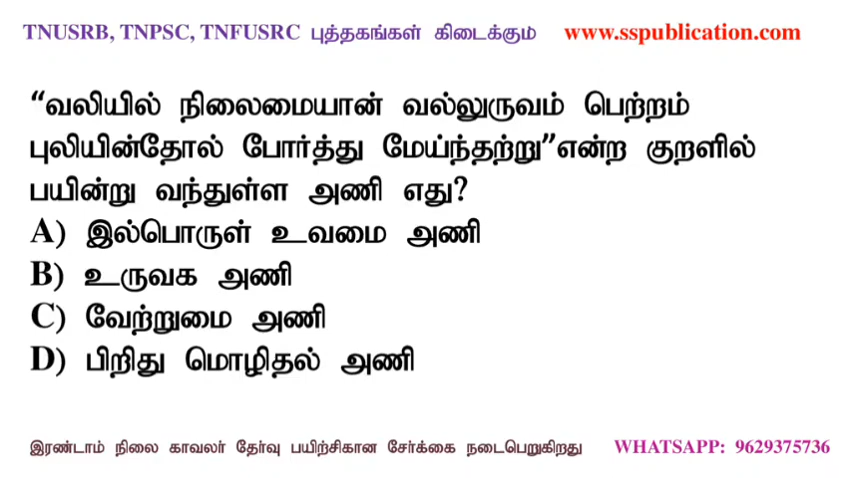 TNUSRB, TNPSC, TNFUSRC புத்தகங்கள் கிடைக்கும் www.sspublication.com
“வலியில் நிலைமையான் வல்லுருவம் பெற்றம்
புலியின்தோல் போர்த்து மேய்ந்தற்று”என்ற குறளில்
பயின்று வந்துள்ள அணி எது?
A) இல்பொருள் உவமை அணி
B) உருவக அணி
C) வேற்றுமை அணி
D) பிறிது மொழிதல் அணி
இரண்டாம் நிலை காவலர் தேர்வு பயிற்சிகான சேர்க்கை நடைபெறுகிறது WHATSAPP: 9629375736